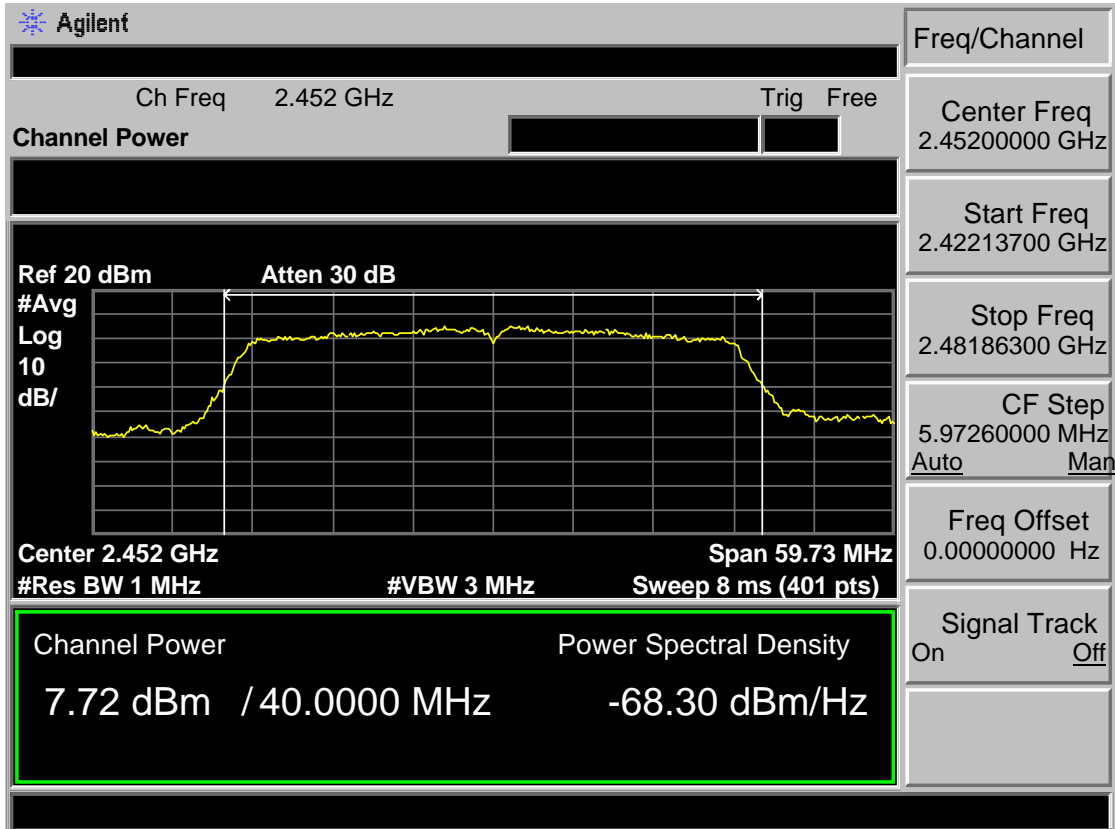 Agilent
Freq/Channel
Ch Freq 2.452 GHz Trig Free
Channel Power
Center Freq
2.45200000 GHz
Start Freq
2.42213700 GHz
Stop Freq
2.48186300 GHz
CF Step
5.97260000 MHz
Auto Man
Freq Offset
0.00000000 Hz
Signal Track
On Off
Ref 20 dBm Atten 30 dB
#Avg
Log
10
dB/
Center 2.452 GHz Span 59.73 MHz
#Res BW 1 MHz #VBW 3 MHz Sweep 8 ms (401 pts)
Channel Power Power Spectral Density
7.72 dBm / 40.0000 MHz -68.30 dBm/Hz